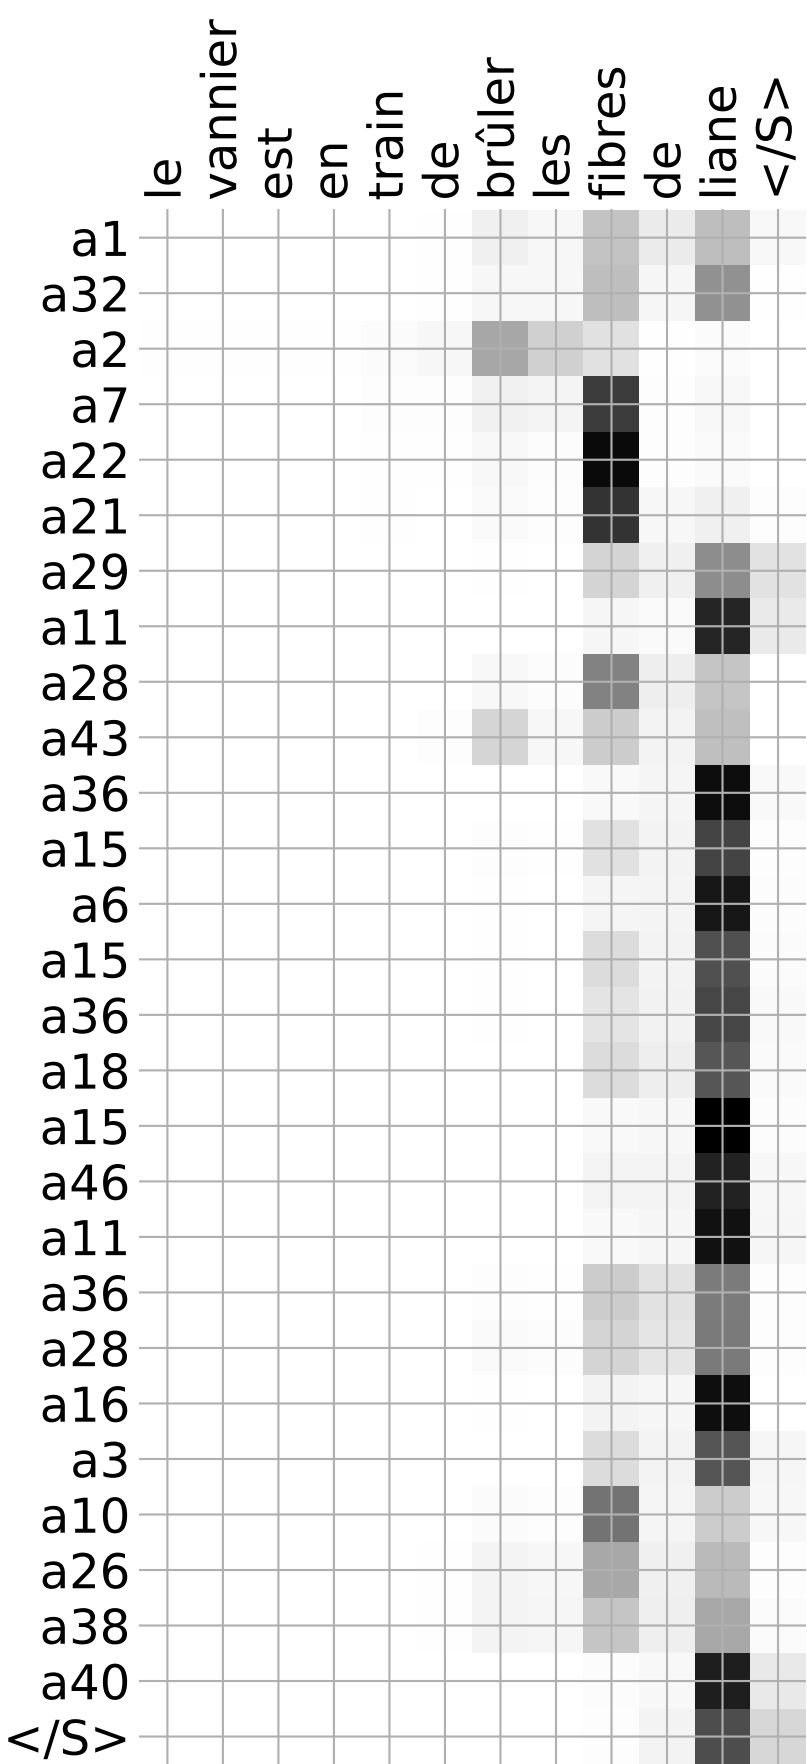 le vannier est en train de brûler les fibres de liane </S>
a1
a32
a2
a7
a22
a21
a29
a11
a28
a43
a36
a15
a6
a15
a36
a18
a15
a46
a11
a36
a28
a16
a3
a10
a26
a38
a40
</S>